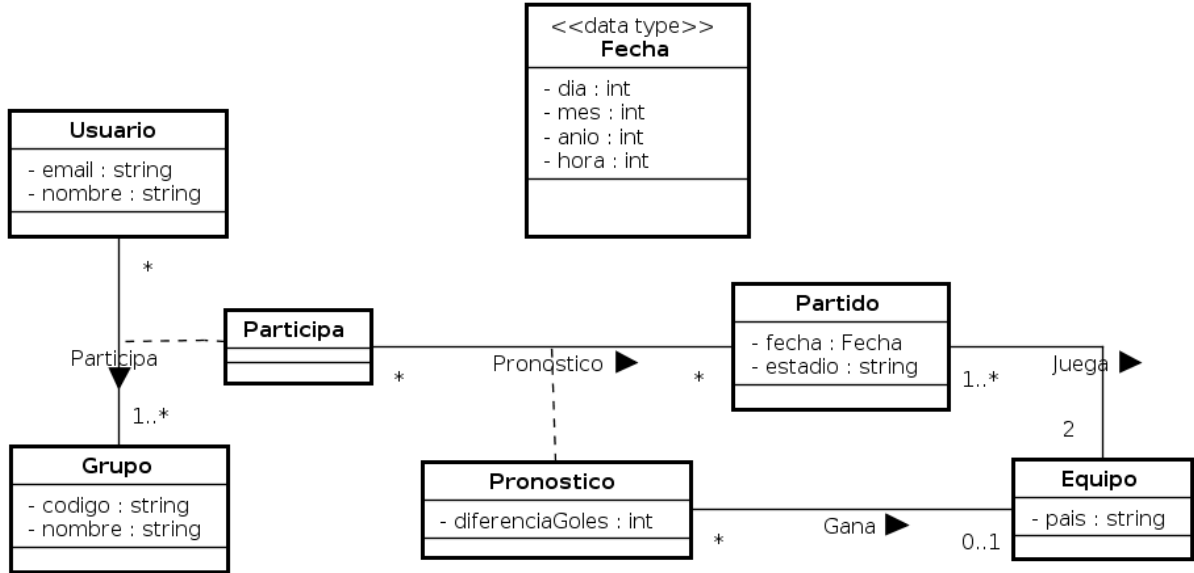 <<data type>>
Fecha
- dia : int
- mes : int
- anio : int
- hora : int
Usuario
- email : string
- nombre : string
*
Participa
1..*
Participa
*
Pronostico
*
Partido
- fecha : Fecha
- estadio : string
1..*
Juega
2
Grupo
- codigo : string
- nombre : string
Pronostico
- diferenciaGoles : int
*
Gana
0..1
Equipo
- pais : string